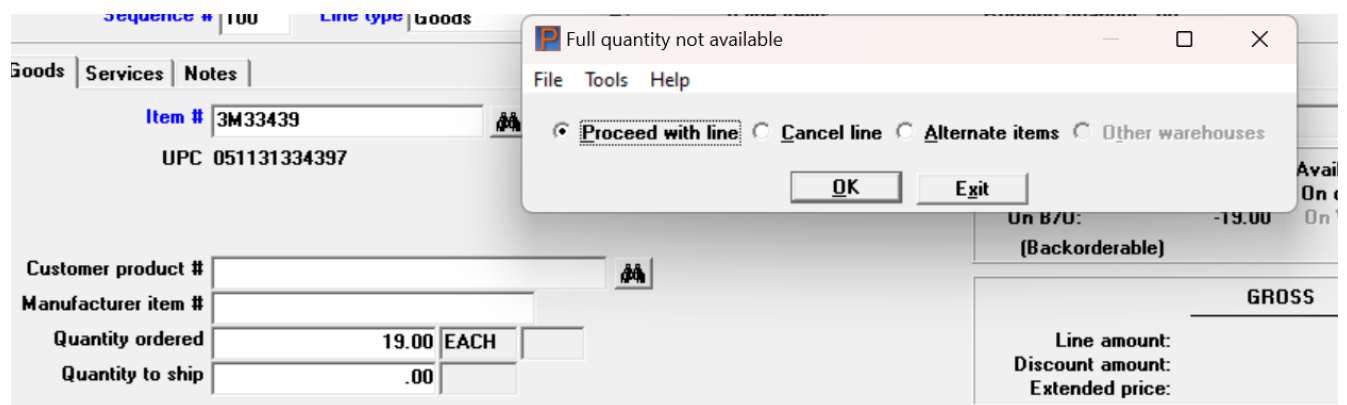 Sequence # 100 Line type Goods
Full quantity not available
File Tools Help
Goods Services Notes
Item # 3M33439
Proceed with line Cancel line Alternate items Other warehouses
UPC 051131334397
OK Exit
Avail
On B/O: -19.00 On
(Backorderable)
Customer product #
Manufacturer item #
GROSS
Quantity ordered 19.00 EACH
Line amount:
Quantity to ship .00
Discount amount:
Extended price: